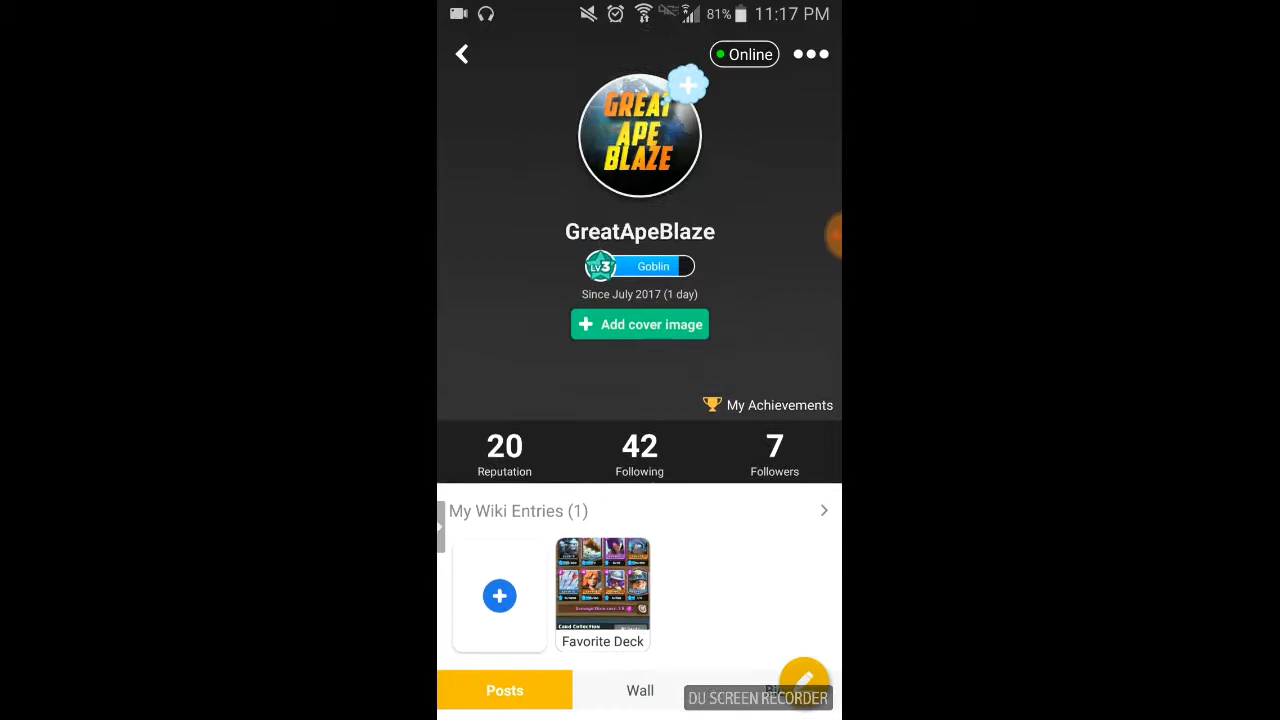 81% 11:17 PM
Online
GREAT
APE
BLAZE
GreatApeBlaze
LV3 Goblin
Since July 2017 (1 day)
Add cover image
My Achievements
20 42 7
Reputation Following Followers
My Wiki Entries (1)
Card Collection
Favorite Deck
Posts Wall
DU SCREEN RECORDER